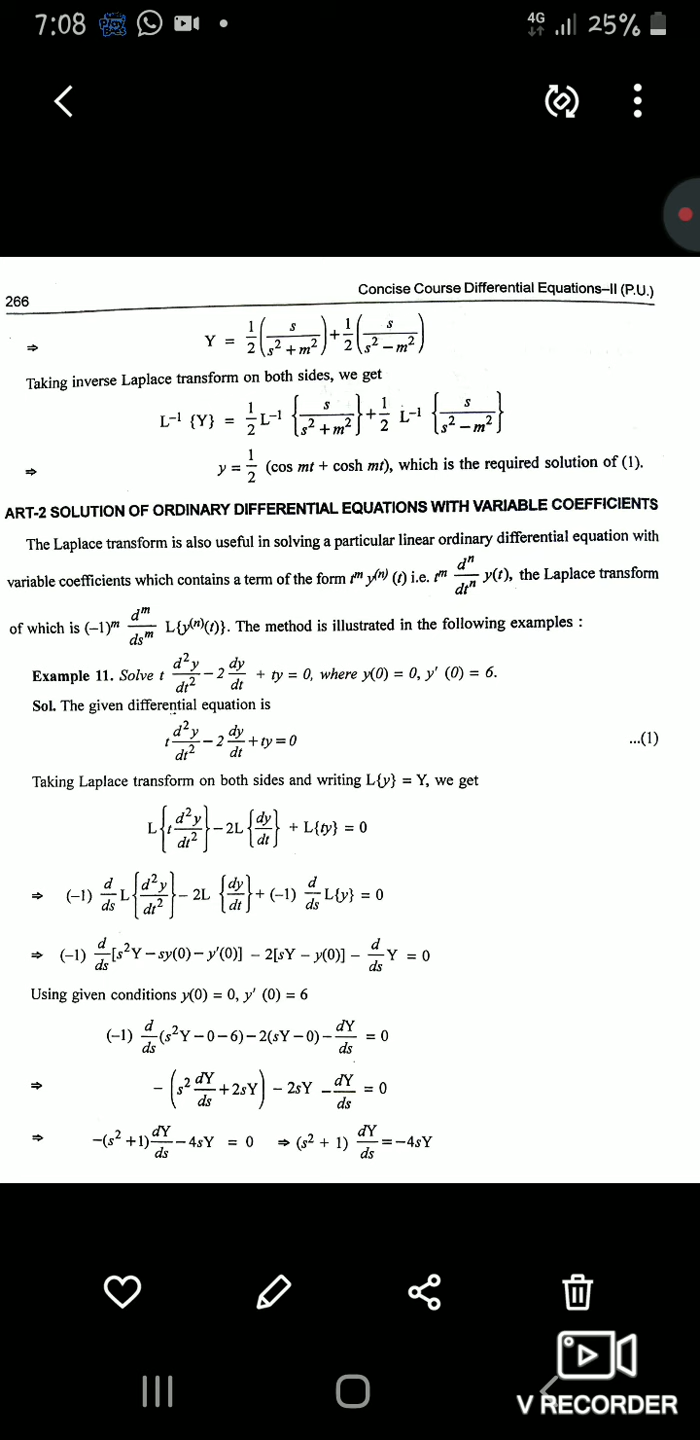 7:08 4G 25%
266 Concise Course Differential Equations–II (P.U.)
⇒ Y = 1/2 (s/(s² + m²)) + 1/2 (s/(s² – m²))
Taking inverse Laplace transform on both sides, we get
L⁻¹ {Y} = 1/2 L⁻¹ {s/(s² + m²)} + 1/2 L⁻¹ {s/(s² – m²)}
⇒ y = 1/2 (cos mt + cosh mt), which is the required solution of (1).
ART-2 SOLUTION OF ORDINARY DIFFERENTIAL EQUATIONS WITH VARIABLE COEFFICIENTS
The Laplace transform is also useful in solving a particular linear ordinary differential equation with
variable coefficients which contains a term of the form tᵐ y⁽ⁿ⁾ (t) i.e. tᵐ dⁿ/dtⁿ y(t), the Laplace transform
of which is (–1)ᵐ dᵐ/dsᵐ L{y⁽ⁿ⁾(t)}. The method is illustrated in the following examples :
Example 11. Solve t d²y/dt² – 2 dy/dt + ty = 0, where y(0) = 0, y′ (0) = 6.
Sol. The given differential equation is
t d²y/dt² – 2 dy/dt + ty = 0 ...(1)
Taking Laplace transform on both sides and writing L{y} = Y, we get
L{t d²y/dt²} – 2L {dy/dt} + L{ty} = 0
⇒ (–1) d/ds L{d²y/dt²} – 2L {dy/dt} + (–1) d/ds L{y} = 0
⇒ (–1) d/ds [s²Y – sy(0) – y′(0)] – 2[sY – y(0)] – d/ds Y = 0
Using given conditions y(0) = 0, y′ (0) = 6
(–1) d/ds (s²Y – 0 – 6) – 2(sY – 0) – dY/ds = 0
⇒ – (s² dY/ds + 2sY) – 2sY – dY/ds = 0
⇒ –(s² + 1) dY/ds – 4sY = 0 ⇒ (s² + 1) dY/ds = –4sY
V RECORDER